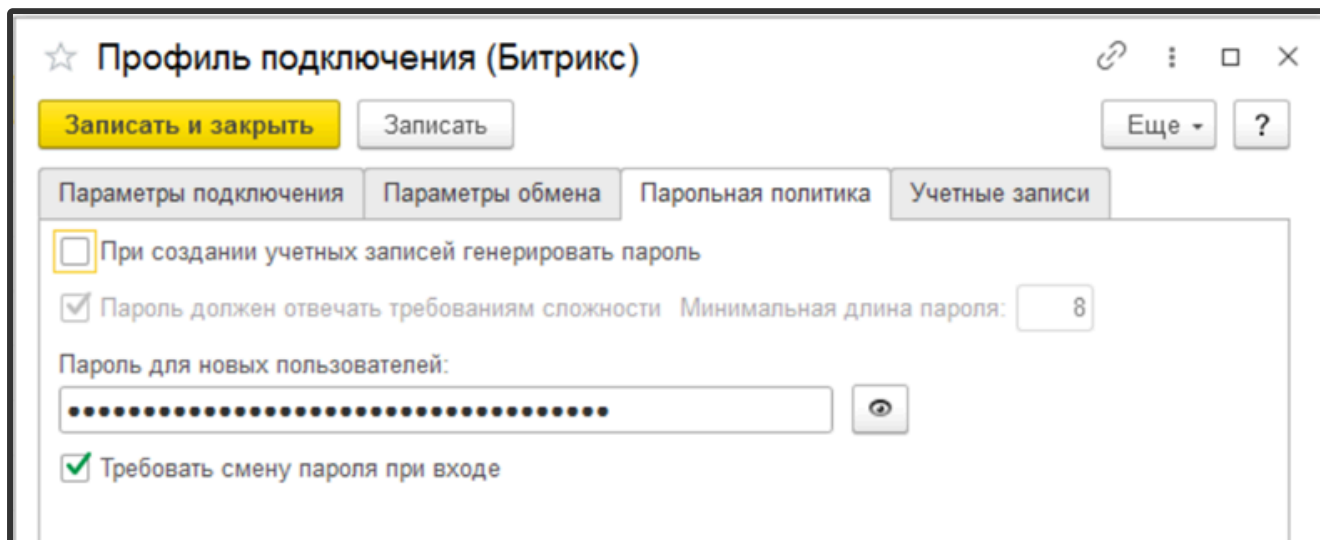 Профиль подключения (Битрикс)
Записать и закрыть Записать Еще ?
Параметры подключения Параметры обмена Парольная политика Учетные записи
При создании учетных записей генерировать пароль
Пароль должен отвечать требованиям сложности Минимальная длина пароля: 8
Пароль для новых пользователей:
••••••••••••••••••••••••••••••••••••
Требовать смену пароля при входе